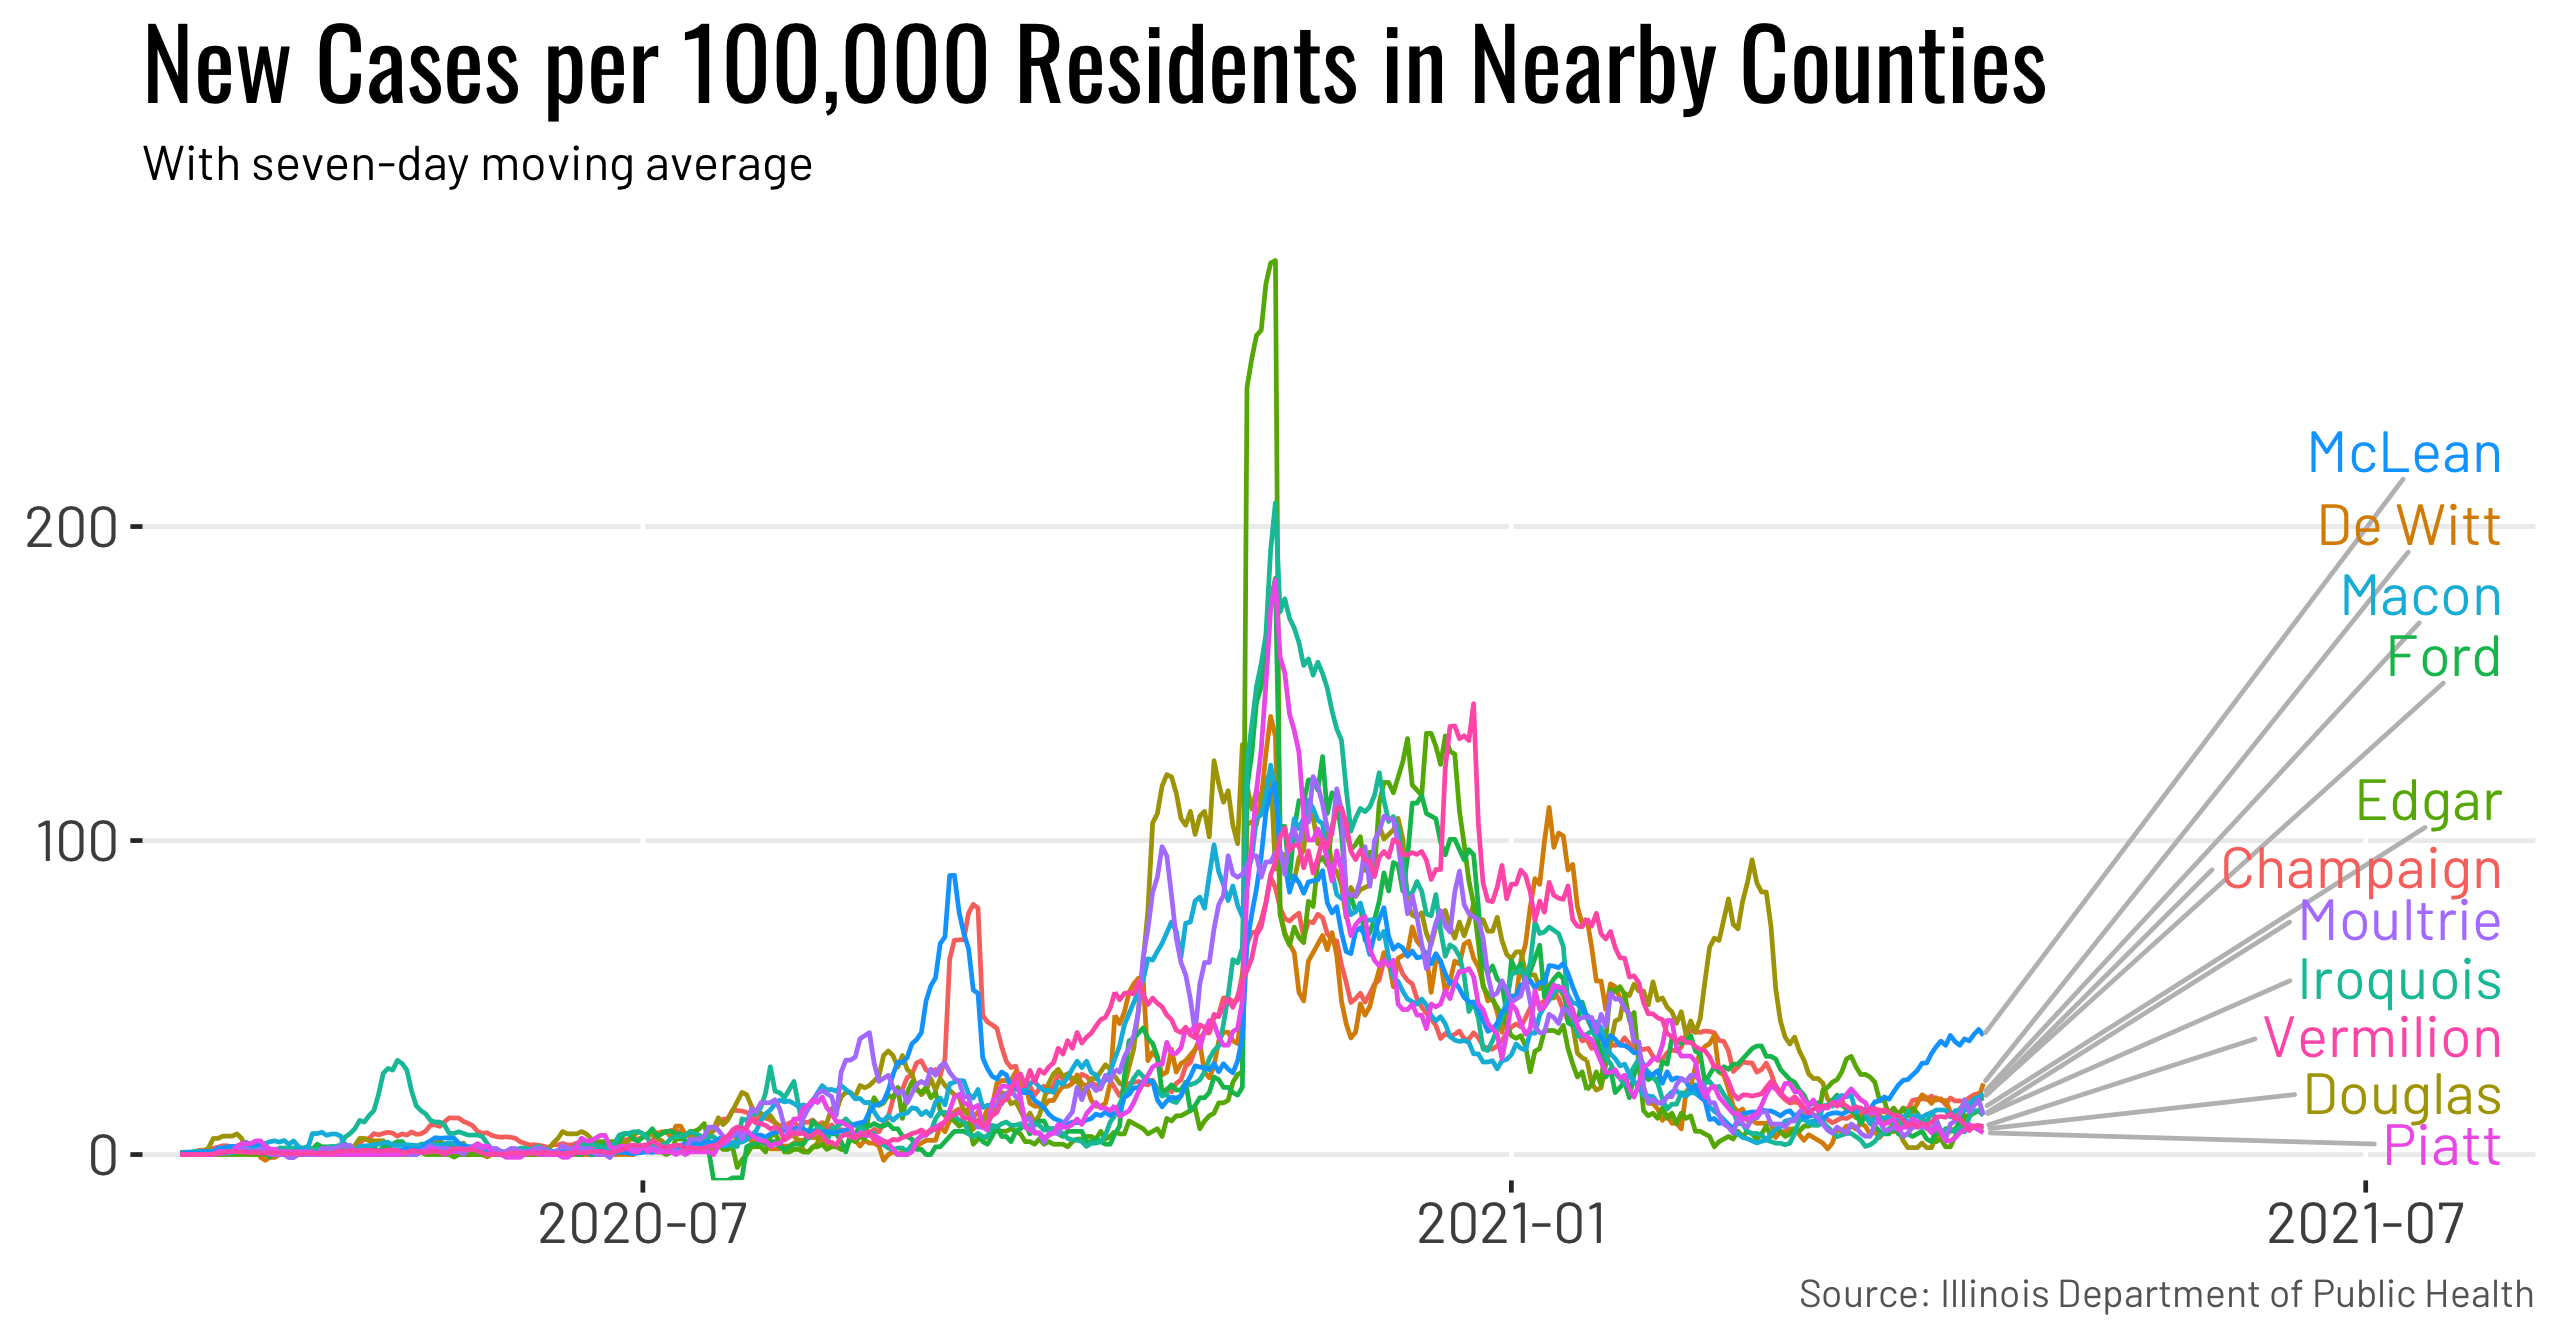 New Cases per 100,000 Residents in Nearby Counties
With seven-day moving average
McLean
200
De Witt
Macon
Ford
Edgar
100
Champaign
Moultrie
Iroquois
Vermilion
Douglas
Piatt
0
2020-07
2021-01
2021-07
Source: Illinois Department of Public Health